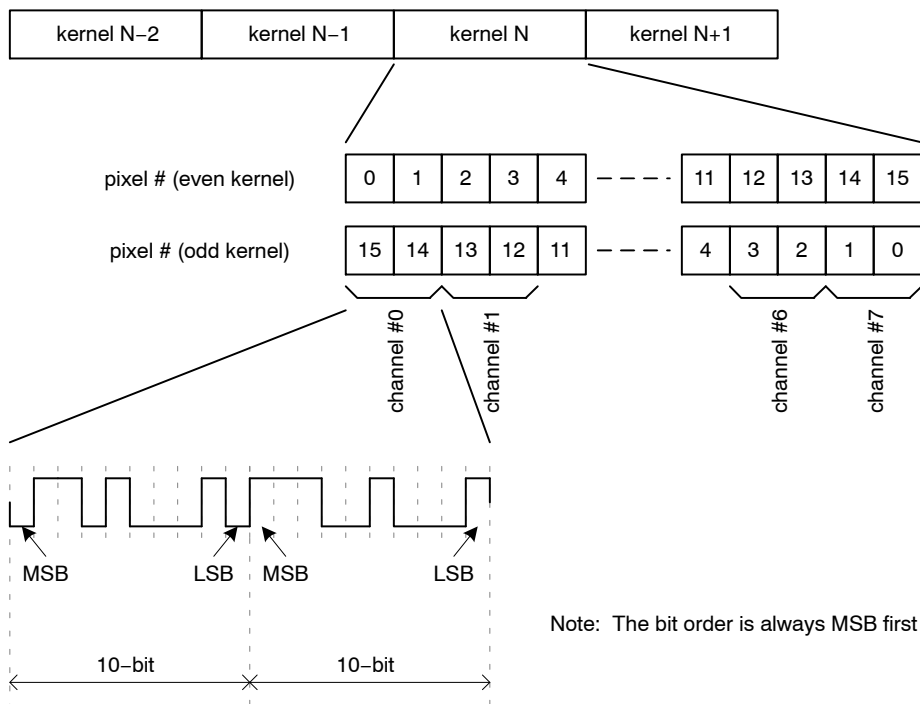 kernel N−2 kernel N−1 kernel N kernel N+1
pixel # (even kernel) 0 1 2 3 4 11 12 13 14 15
pixel # (odd kernel) 15 14 13 12 11 4 3 2 1 0
channel #0 channel #1 channel #6 channel #7
MSB LSB MSB LSB
Note: The bit order is always MSB first
10−bit 10−bit